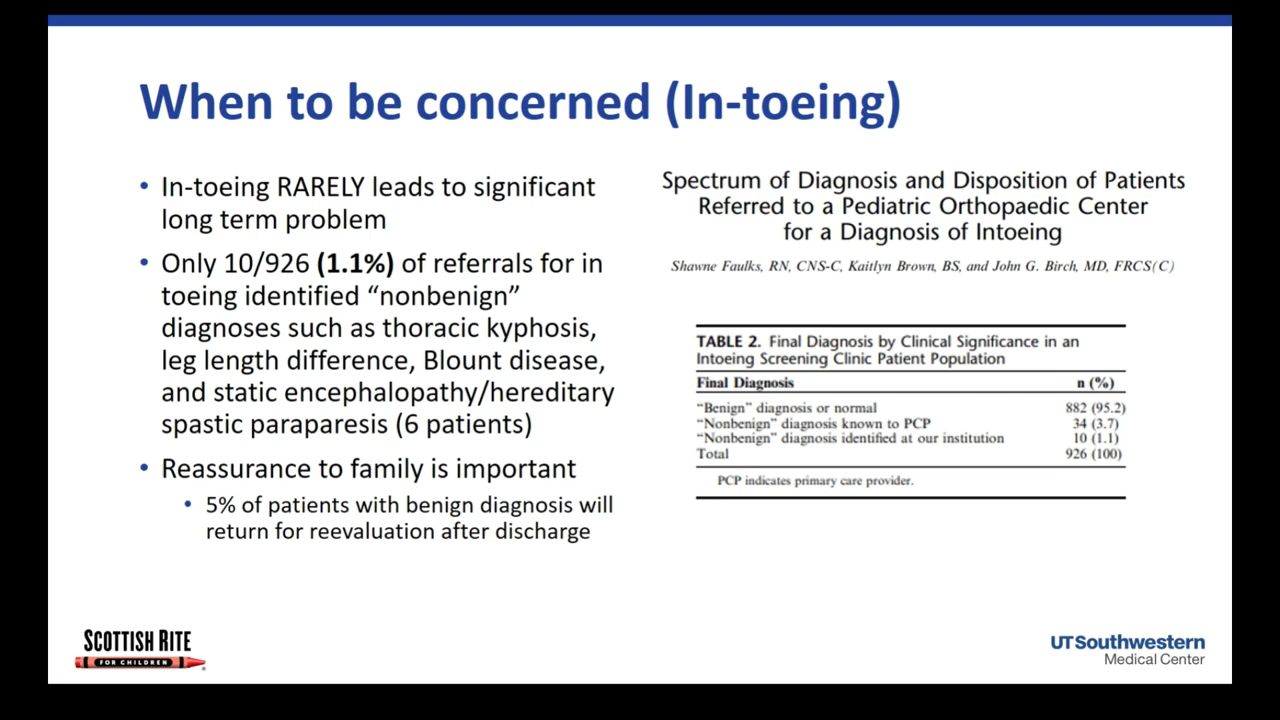 When to be concerned (In-toeing)
• In-toeing RARELY leads to significant
long term problem
• Only 10/926 (1.1%) of referrals for in
toeing identified “nonbenign”
diagnoses such as thoracic kyphosis,
leg length difference, Blount disease,
and static encephalopathy/hereditary
spastic paraparesis (6 patients)
• Reassurance to family is important
• 5% of patients with benign diagnosis will
return for reevaluation after discharge
Spectrum of Diagnosis and Disposition of Patients
Referred to a Pediatric Orthopaedic Center
for a Diagnosis of Intoeing
Shawne Faulks, RN, CNS-C, Kaitlyn Brown, BS, and John G. Birch, MD, FRCS(C)
TABLE 2. Final Diagnosis by Clinical Significance in an
Intoeing Screening Clinic Patient Population
Final Diagnosis n (%)
“Benign” diagnosis or normal 882 (95.2)
“Nonbenign” diagnosis known to PCP 34 (3.7)
“Nonbenign” diagnosis identified at our institution 10 (1.1)
Total 926 (100)
PCP indicates primary care provider.
SCOTTISH RITE
FOR CHILDREN
UT Southwestern
Medical Center